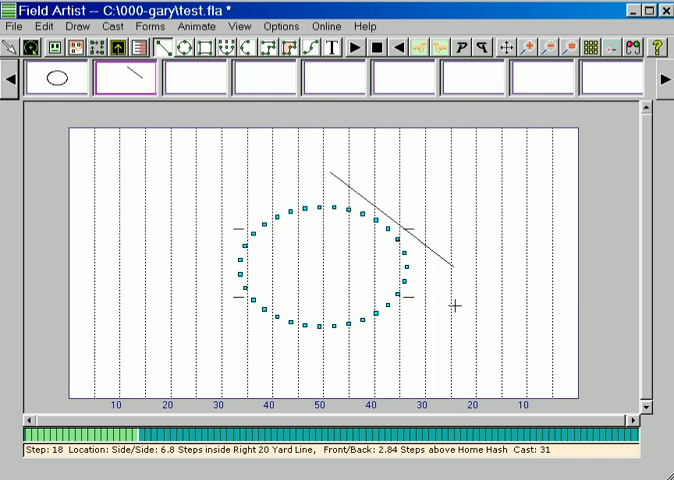 Field Artist -- C:\000-gary\test.fla *
File Edit Draw Cast Forms Animate View Options Online Help
T P P ?
10 20 30 40 50 40 30 20 10
Step: 18 Location: Side/Side: 6.8 Steps inside Right 20 Yard Line, Front/Back: 2.84 Steps above Home Hash Cast: 31